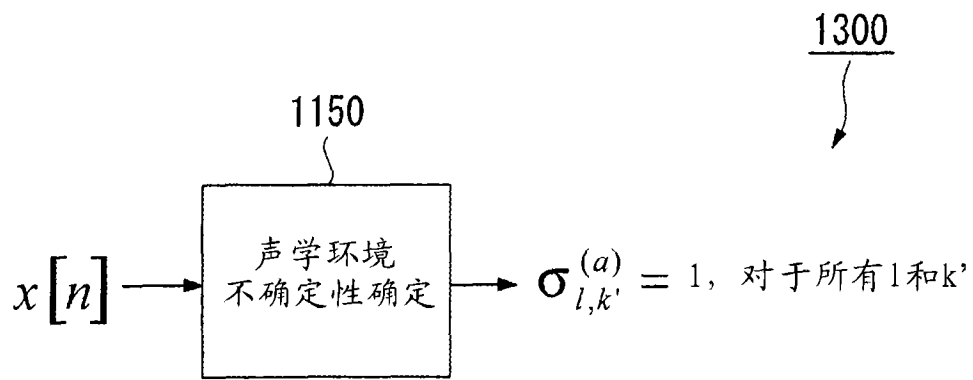 1300
1150
声学环境
不确定性确定
x[n]
σ_{l,k'}^{(a)} = 1, 对于所有l和k'